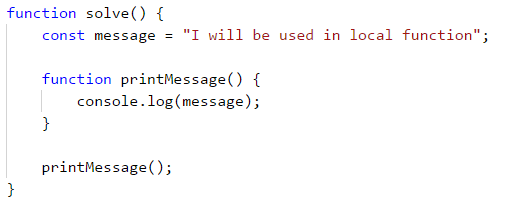 function solve() {
    const message = "I will be used in local function";
    function printMessage() {
        console.log(message);
    }
    printMessage();
}